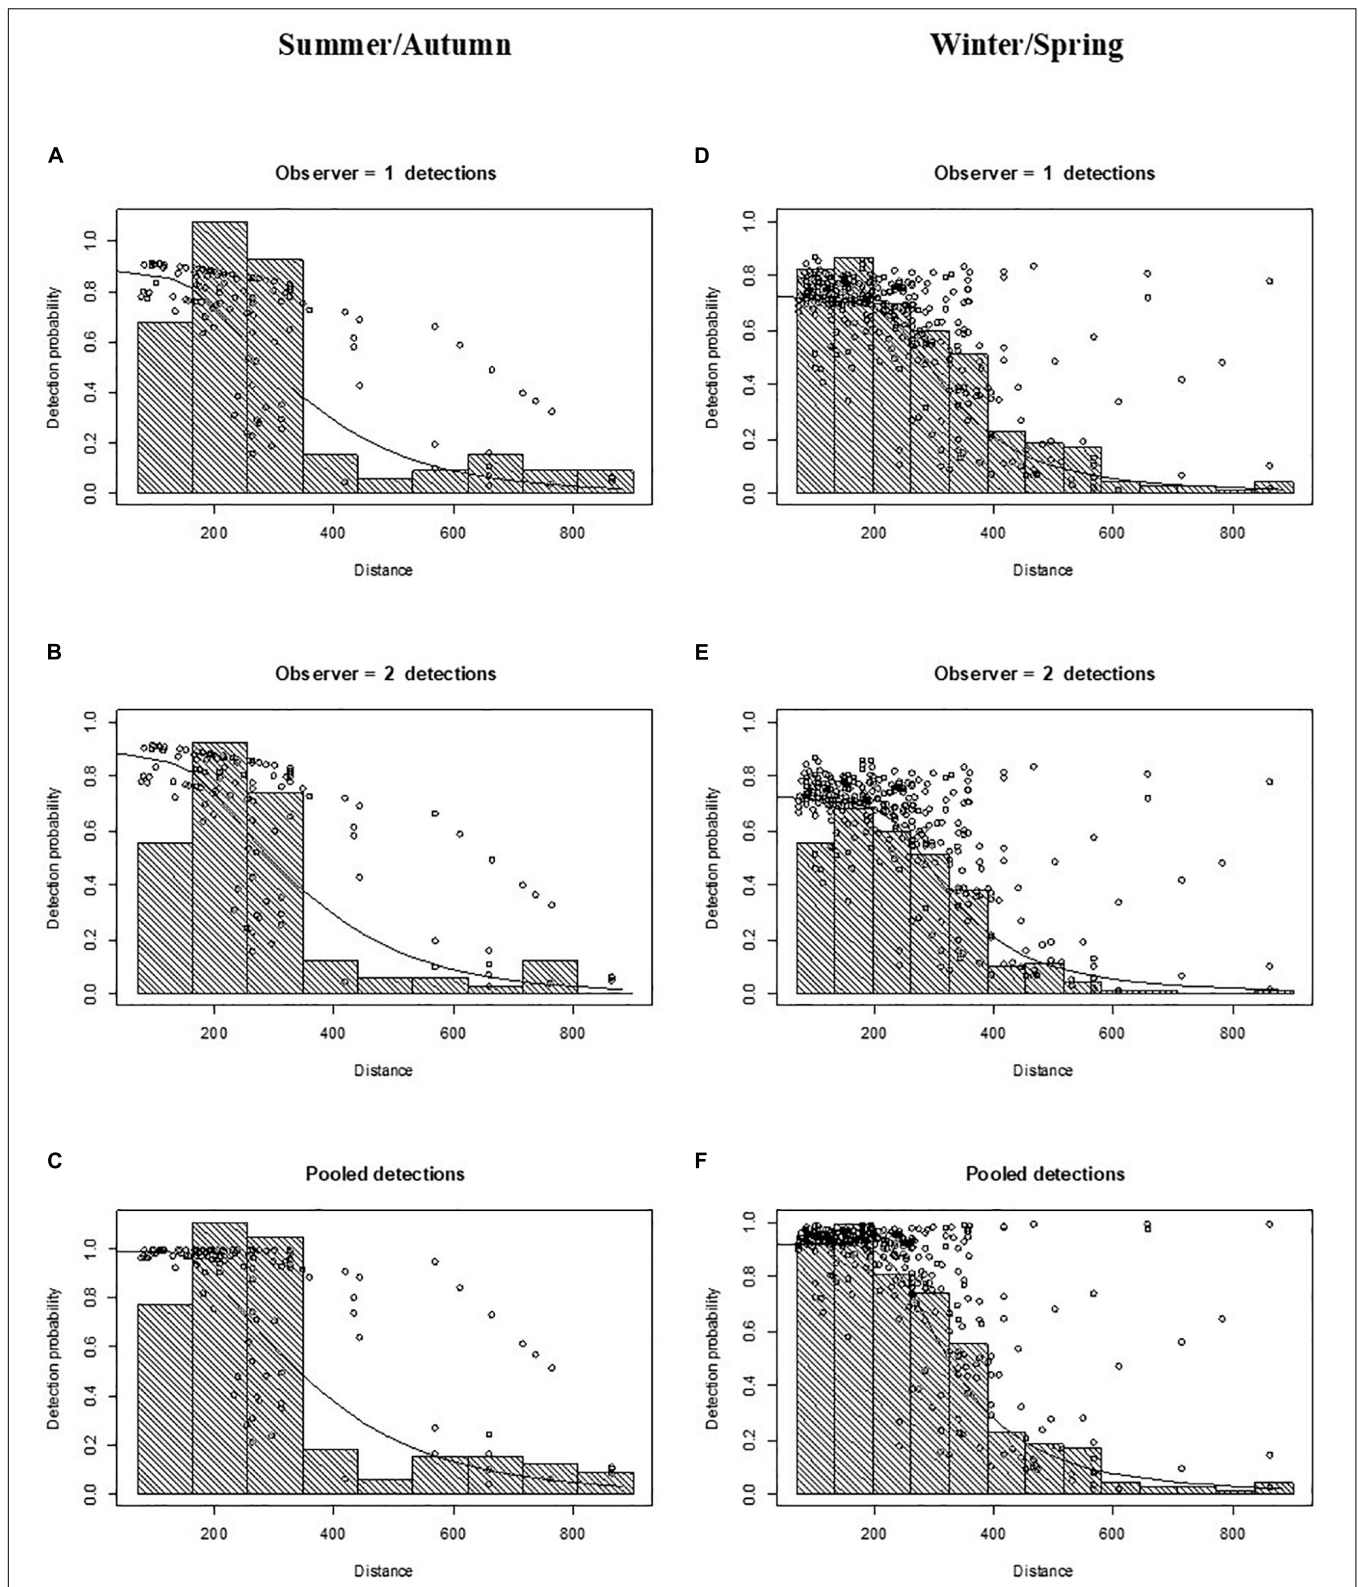 Summer/Autumn
Winter/Spring
A
Observer = 1 detections
Detection probability
0.0 0.2 0.4 0.6 0.8 1.0
200 400 600 800
Distance
D
Observer = 1 detections
Detection probability
0.0 0.2 0.4 0.6 0.8 1.0
200 400 600 800
Distance
B
Observer = 2 detections
Detection probability
0.0 0.2 0.4 0.6 0.8 1.0
200 400 600 800
Distance
E
Observer = 2 detections
Detection probability
0.0 0.2 0.4 0.6 0.8 1.0
200 400 600 800
Distance
C
Pooled detections
Detection probability
0.0 0.2 0.4 0.6 0.8 1.0
200 400 600 800
Distance
F
Pooled detections
Detection probability
0.0 0.2 0.4 0.6 0.8 1.0
200 400 600 800
Distance